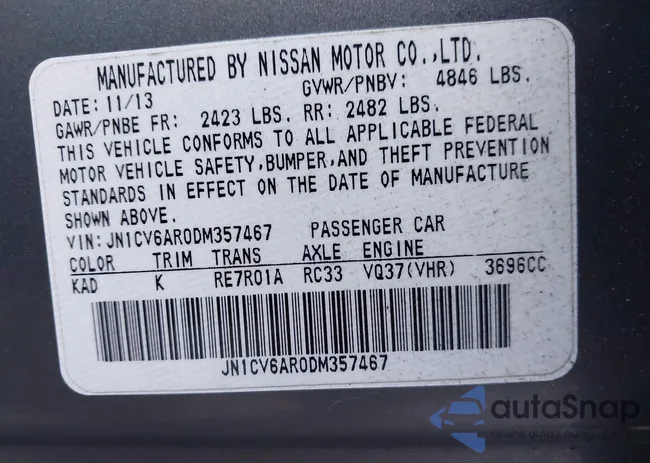 MANUFACTURED BY NISSAN MOTOR CO.,LTD.
DATE: 11/13 GVWR/PNBV: 4846 LBS.
GAWR/PNBE FR: 2423 LBS. RR: 2482 LBS.
THIS VEHICLE CONFORMS TO ALL APPLICABLE FEDERAL
MOTOR VEHICLE SAFETY,BUMPER,AND THEFT PREVENTION
STANDARDS IN EFFECT ON THE DATE OF MANUFACTURE
SHOWN ABOVE.
VIN: JN1CV6AR0DM357467 PASSENGER CAR
COLOR TRIM TRANS AXLE ENGINE
KAD K RE7R01A RC33 VQ37(VHR) 3696CC
JN1CV6AR0DM357467
autaSnap